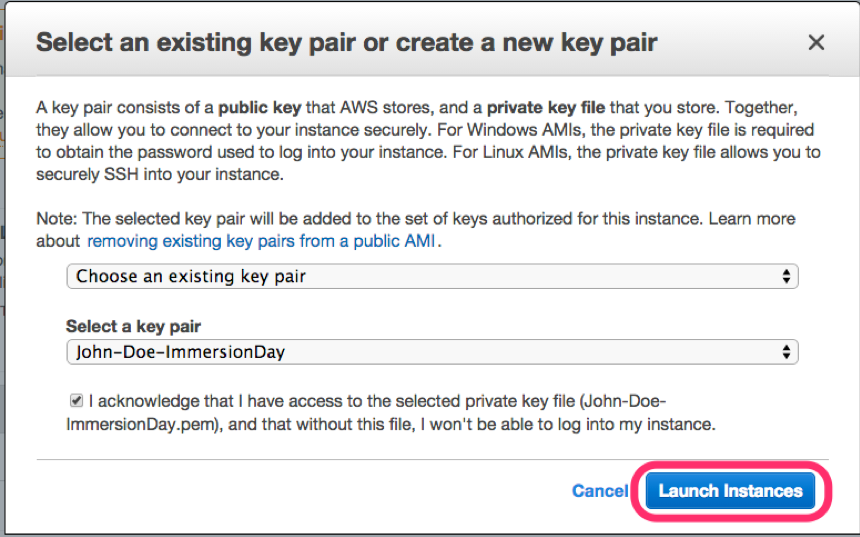 Select an existing key pair or create a new key pair
A key pair consists of a public key that AWS stores, and a private key file that you store. Together,
they allow you to connect to your instance securely. For Windows AMIs, the private key file is required
to obtain the password used to log into your instance. For Linux AMIs, the private key file allows you to
securely SSH into your instance.
Note: The selected key pair will be added to the set of keys authorized for this instance. Learn more
about removing existing key pairs from a public AMI.
Choose an existing key pair
Select a key pair
John-Doe-ImmersionDay
I acknowledge that I have access to the selected private key file (John-Doe-
ImmersionDay.pem), and that without this file, I won't be able to log into my instance.
Cancel Launch Instances